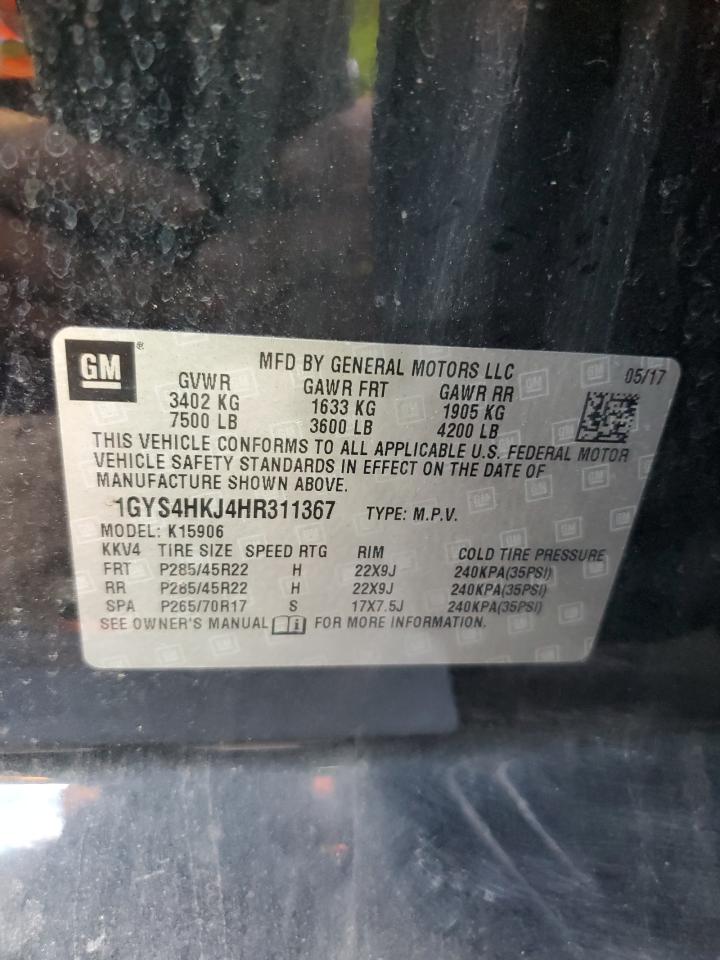 GM®
MFD BY GENERAL MOTORS LLC
05/17
GVWR GAWR FRT GAWR RR
3402 KG 1633 KG 1905 KG
7500 LB 3600 LB 4200 LB
THIS VEHICLE CONFORMS TO ALL APPLICABLE U.S. FEDERAL MOTOR
VEHICLE SAFETY STANDARDS IN EFFECT ON THE DATE OF
MANUFACTURE SHOWN ABOVE.
1GYS4HKJ4HR311367 TYPE: M.P.V.
MODEL: K15906
KKV4 TIRE SIZE SPEED RTG RIM COLD TIRE PRESSURE
FRT P285/45R22 H 22X9J 240KPA(35PSI)
RR P285/45R22 H 22X9J 240KPA(35PSI)
SPA P265/70R17 S 17X7.5J 240KPA(35PSI)
SEE OWNER'S MANUAL i FOR MORE INFORMATION.